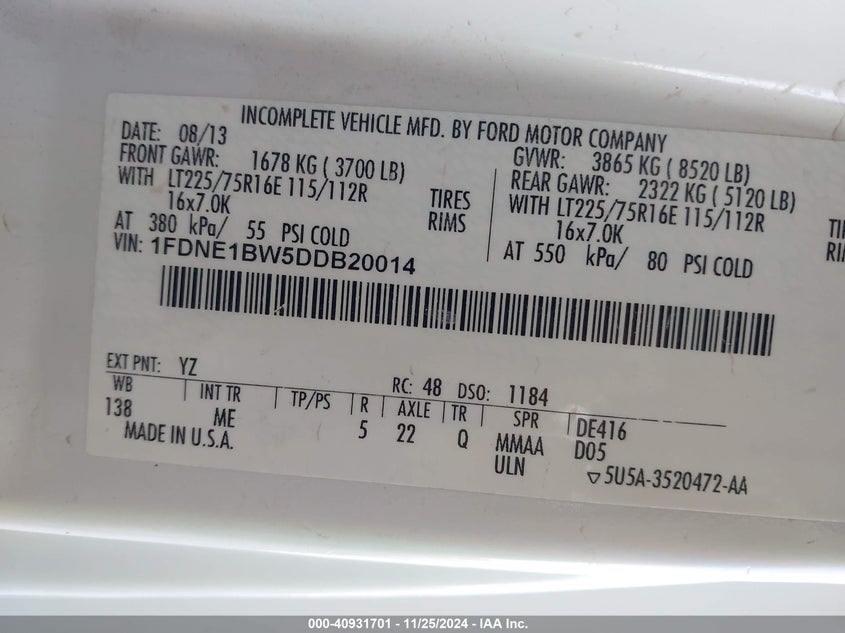 INCOMPLETE VEHICLE MFD. BY FORD MOTOR COMPANY
DATE: 08/13
GVWR: 3865 KG ( 8520 LB)
FRONT GAWR: 1678 KG ( 3700 LB)
REAR GAWR: 2322 KG ( 5120 LB)
WITH LT225/75R16E 115/112R TIRES
WITH LT225/75R16E 115/112R TIRES
16x7.0K RIMS
16x7.0K RIMS
AT 380 kPa/ 55 PSI COLD
AT 550 kPa/ 80 PSI COLD
VIN: 1FDNE1BW5DDB20014
EXT PNT: YZ RC: 48 DSO: 1184
WB INT TR TP/PS R AXLE TR SPR DE416
138 ME 5 22 Q MMAA D05
MADE IN U.S.A. ULN ▽5U5A-3520472-AA
000-40931701 - 11/25/2024 - IAA Inc.